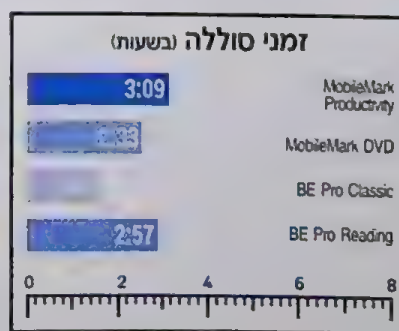 זמני סוללה (בשעות)
3:09
MobileMark
Productivity
MobileMark DVD
BE Pro Classic
2:57
BE Pro Reading
0 2 4 6 8